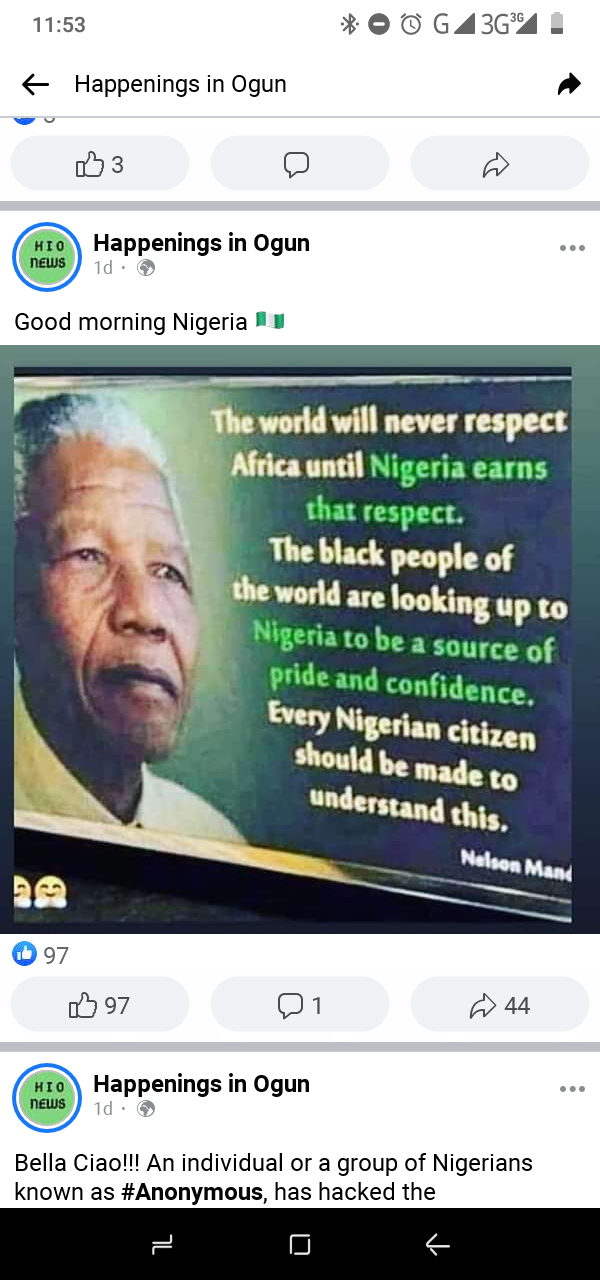 11:53
G 3G 3G
Happenings in Ogun
3
HIO
NEWS
Happenings in Ogun
1d ·
Good morning Nigeria
The world will never respect
Africa until Nigeria earns
that respect.
The black people of
the world are looking up to
Nigeria to be a source of
pride and confidence.
Every Nigerian citizen
should be made to
understand this.
Nelson Mand
97
97
1
44
HIO
NEWS
Happenings in Ogun
1d ·
Bella Ciao!!! An individual or a group of Nigerians
known as #Anonymous, has hacked the